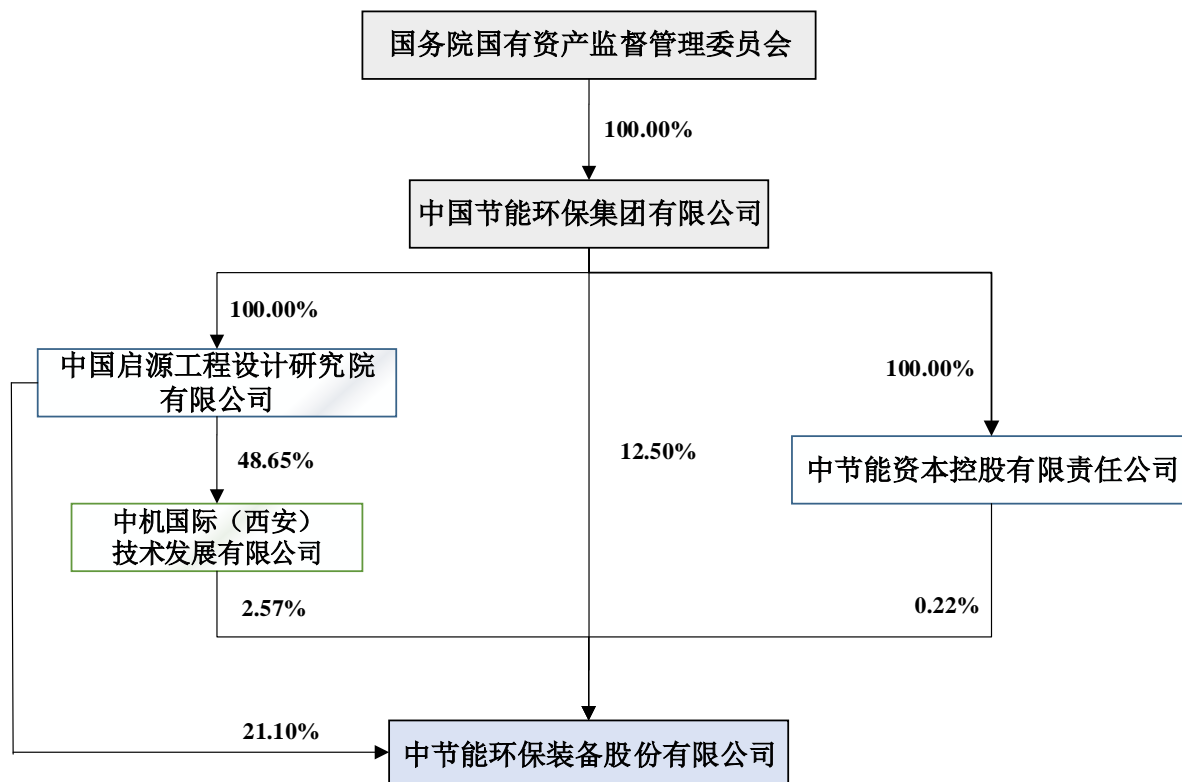 国务院国有资产监督管理委员会
100.00%
中国节能环保集团有限公司
100.00%
中国启源工程设计研究院
有限公司
100.00%
48.65%
12.50%
中节能资本控股有限责任公司
中机国际（西安）
技术发展有限公司
2.57%
0.22%
21.10%
中节能环保装备股份有限公司